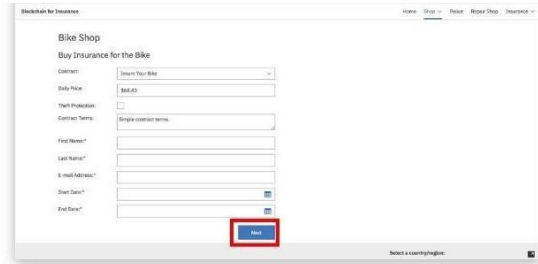 Blockchain for Insurance
Home Shop Police Repair Shop Insurance
Bike Shop
Buy Insurance for the Bike
Contract: Insure Your Bike
Daily Price
Theft Protection:
Contract Terms: Simple contract terms.
First Name:*
Last Name:*
E-mail Address:*
Start Date:*
End Date:*
Next
Select a country/region: